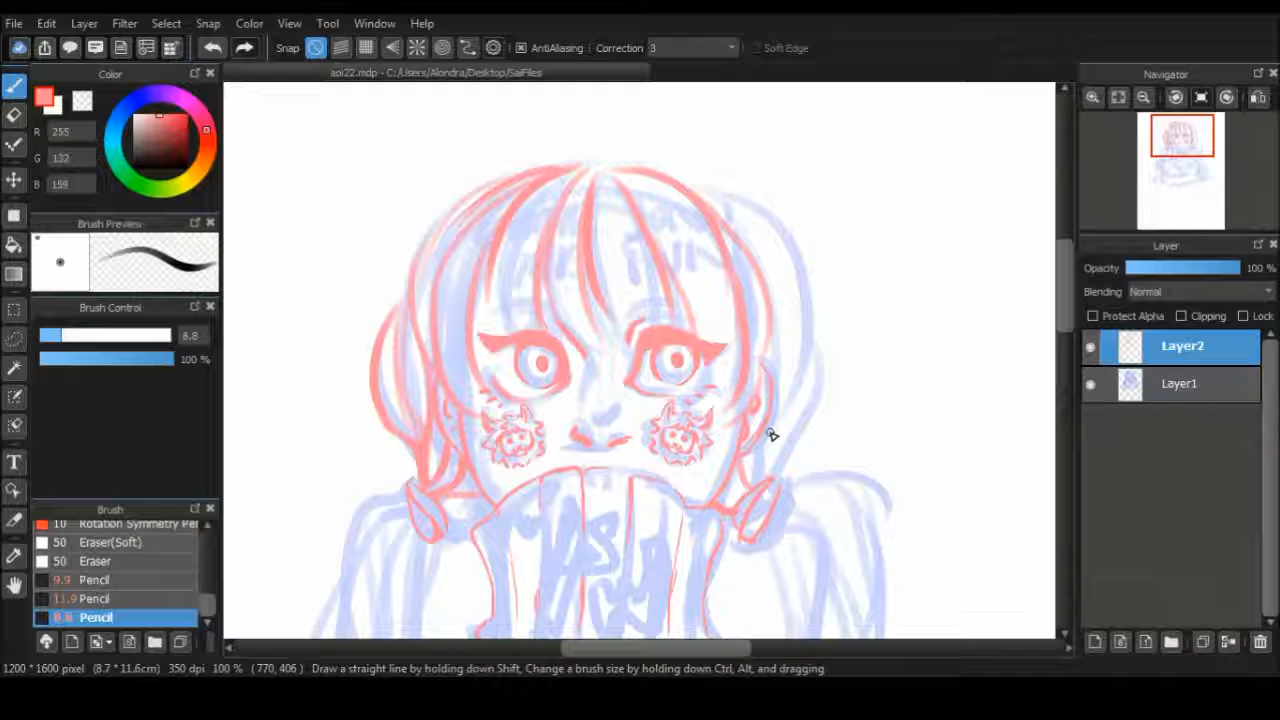 File Edit Layer Filter Select Snap Color View Tool Window Help
Snap AntiAliasing Correction 3 Soft Edge
Color
aoi22.mdp - C:/Users/Alondra/Desktop/SaiFiles
Navigator
R 255
G 132
B 159
Brush Preview
Layer
Opacity 100 %
Blending Normal
Brush Control
Protect Alpha Clipping Lock
8.8
100 %
Layer2
Layer1
Brush
10 Rotation Symmetry Pe
50 Eraser(Soft)
50 Eraser
9.9 Pencil
11.9 Pencil
8.8 Pencil
1200 * 1600 pixel (8.7 * 11.6cm) 350 dpi 100 % (770, 406) Draw a straight line by holding down Shift, Change a brush size by holding down Ctrl, Alt, and dragging